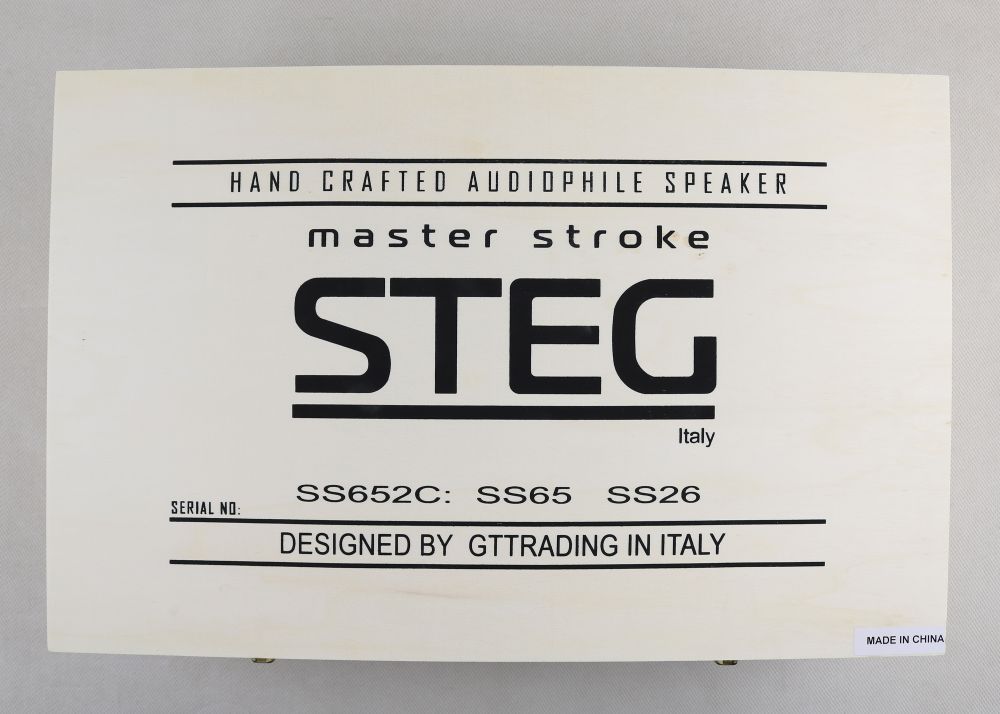 HAND CRAFTED AUDIOPHILE SPEAKER
master stroke
STEG
Italy
SS652C: SS65 SS26
SERIAL NO:
DESIGNED BY GTTRADING IN ITALY
MADE IN CHINA